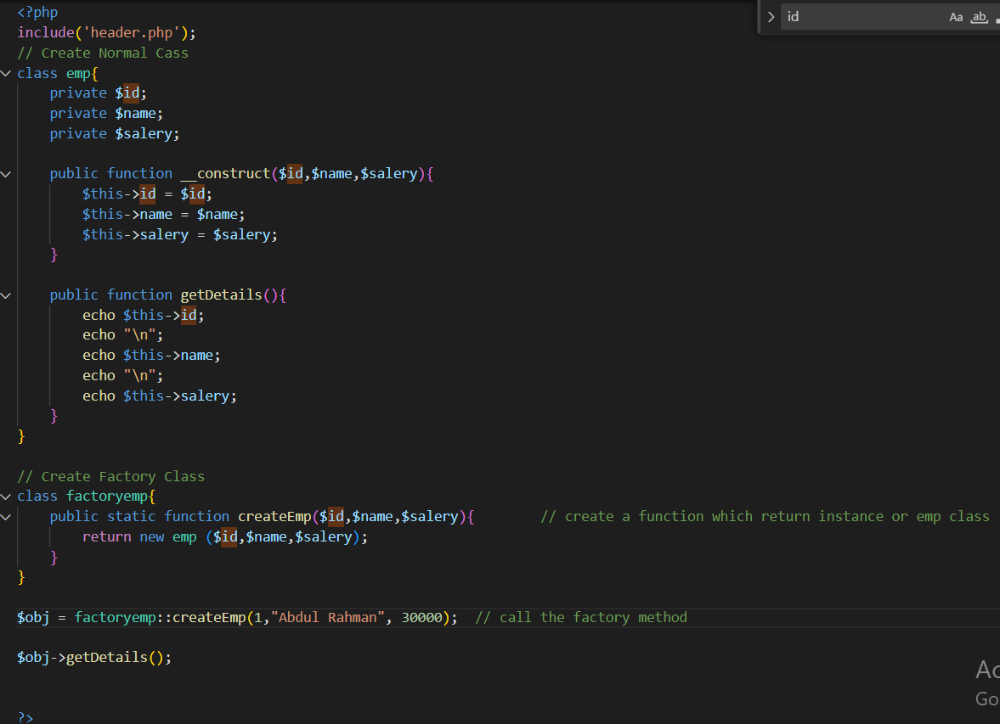 <?php
id Aa ab
include('header.php');
// Create Normal Cass
class emp{
private $id;
private $name;
private $salery;
public function __construct($id,$name,$salery){
$this->id = $id;
$this->name = $name;
$this->salery = $salery;
}
public function getDetails(){
echo $this->id;
echo "\n";
echo $this->name;
echo "\n";
echo $this->salery;
}
}
// Create Factory Class
class factoryemp{
public static function createEmp($id,$name,$salery){ // create a function which return instance or emp class
return new emp ($id,$name,$salery);
}
}
$obj = factoryemp::createEmp(1,"Abdul Rahman", 30000); // call the factory method
$obj->getDetails();
Ac
Go
?>